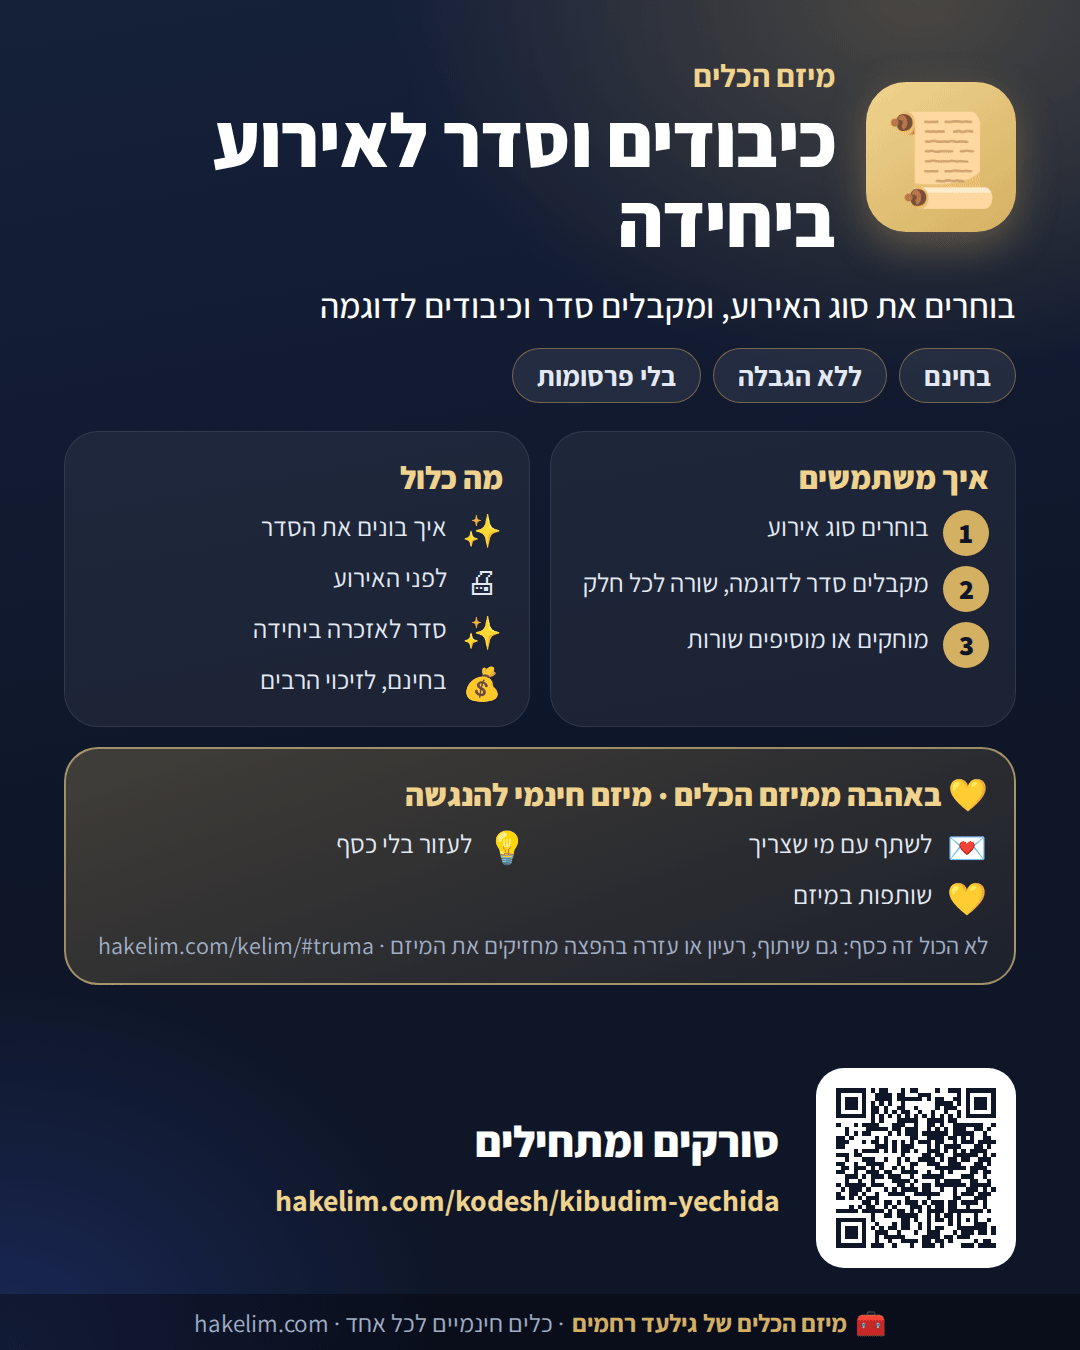 מיזם הכלים
כיבודים וסדר לאירוע
ביחידה
בוחרים את סוג האירוע, ומקבלים סדר וכיבודים לדוגמה
בחינם
ללא הגבלה
בלי פרסומות
איך משתמשים
1 בוחרים סוג אירוע
2 מקבלים סדר לדוגמה, שורה לכל חלק
3 מוחקים או מוסיפים שורות
מה כלול
איך בונים את הסדר
לפני האירוע
סדר לאזכרה ביחידה
בחינם, לזיכוי הרבים
באהבה ממיזם הכלים · מיזם חינמי להנגשה
לשתף עם מי שצריך
לעזור בלי כסף
שותפות במיזם
לא הכול זה כסף: גם שיתוף, רעיון או עזרה בהפצה מחזיקים את המיזם · hakelim.com/kelim/#truma
סורקים ומתחילים
hakelim.com/kodesh/kibudim-yechida
מיזם הכלים של גילעד רחמים · כלים חינמיים לכל אחד · hakelim.com